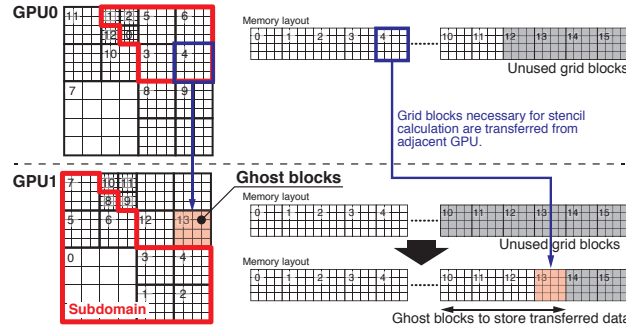 GPU0
11 1 2 5 6
12 0
10 3 4
7 8 9
Memory layout
0 1 2 3 4 10 11 12 13 14 15
Unused grid blocks
Grid blocks necessary for stencil
calculation are transferred from
adjacent GPU.
GPU1
7 10 11
8 9
5 6 12 13
0 3 4
1 2
Subdomain
Ghost blocks
Memory layout
0 1 2 3 4 10 11 12 13 14 15
Unused grid blocks
Memory layout
0 1 2 3 4 10 11 12 13 14 15
Ghost blocks to store transferred data